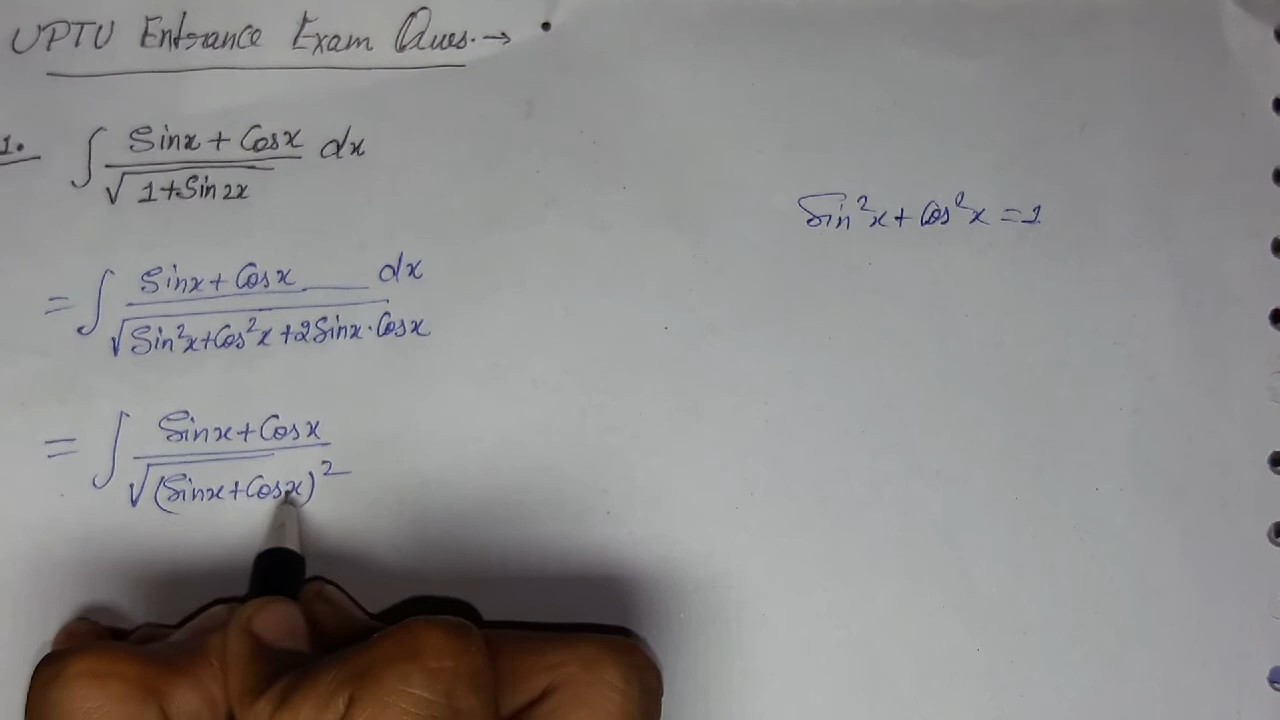 UPTU Entrance Exam Ques. →
1. ∫ Sinx + Cosx / √1+Sin2x dx
Sin²x + Cos²x = 1
= ∫ Sinx + Cosx / √Sin²x+Cos²x+2Sinx·Cosx dx
= ∫ Sinx+Cosx / √(Sinx+Cosx)²